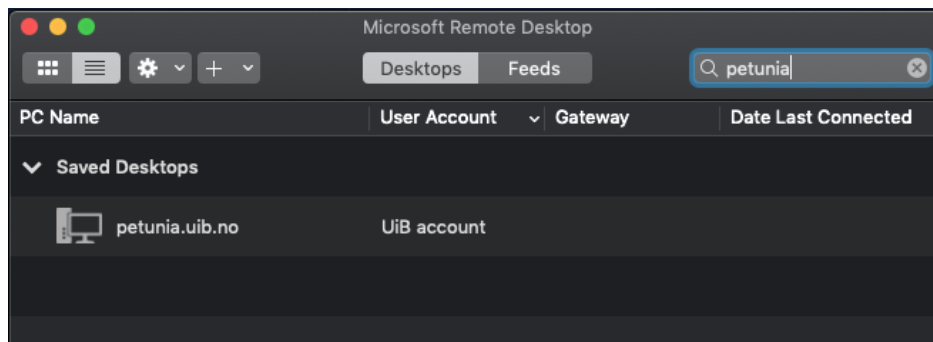 Microsoft Remote Desktop
Desktops Feeds petunia
PC Name User Account Gateway Date Last Connected
Saved Desktops
petunia.uib.no UiB account